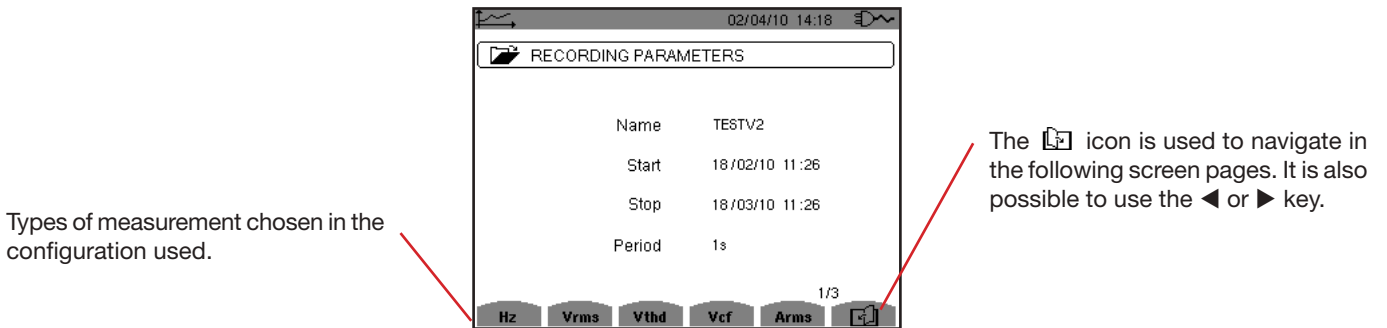 02/04/10 14:18
RECORDING PARAMETERS
Name TESTV2
Start 18/02/10 11:26
Stop 18/03/10 11:26
Period 1s
1/3
Hz Vrms Vthd Vcf Arms
Types of measurement chosen in the
configuration used.
The icon is used to navigate in
the following screen pages. It is also
possible to use the ◀ or ▶ key.